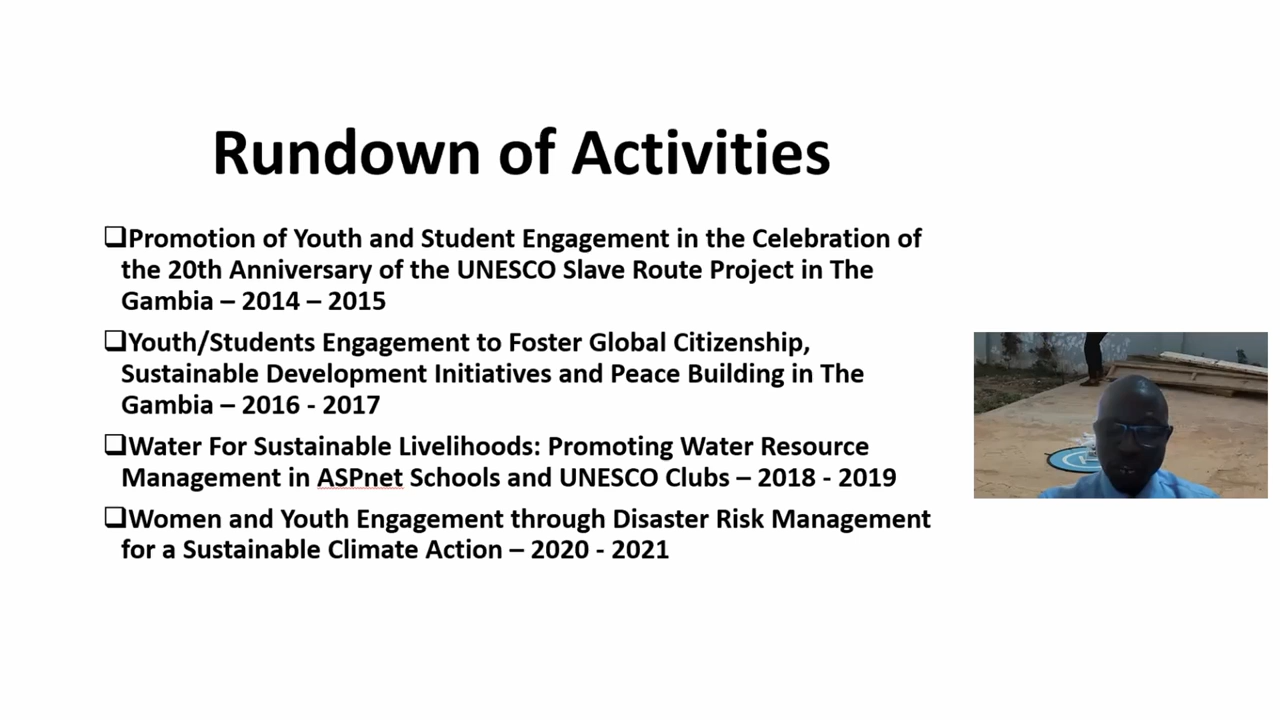 Rundown of Activities
❑Promotion of Youth and Student Engagement in the Celebration of
the 20th Anniversary of the UNESCO Slave Route Project in The
Gambia – 2014 – 2015
❑Youth/Students Engagement to Foster Global Citizenship,
Sustainable Development Initiatives and Peace Building in The
Gambia – 2016 - 2017
❑Water For Sustainable Livelihoods: Promoting Water Resource
Management in ASPnet Schools and UNESCO Clubs – 2018 - 2019
❑Women and Youth Engagement through Disaster Risk Management
for a Sustainable Climate Action – 2020 - 2021